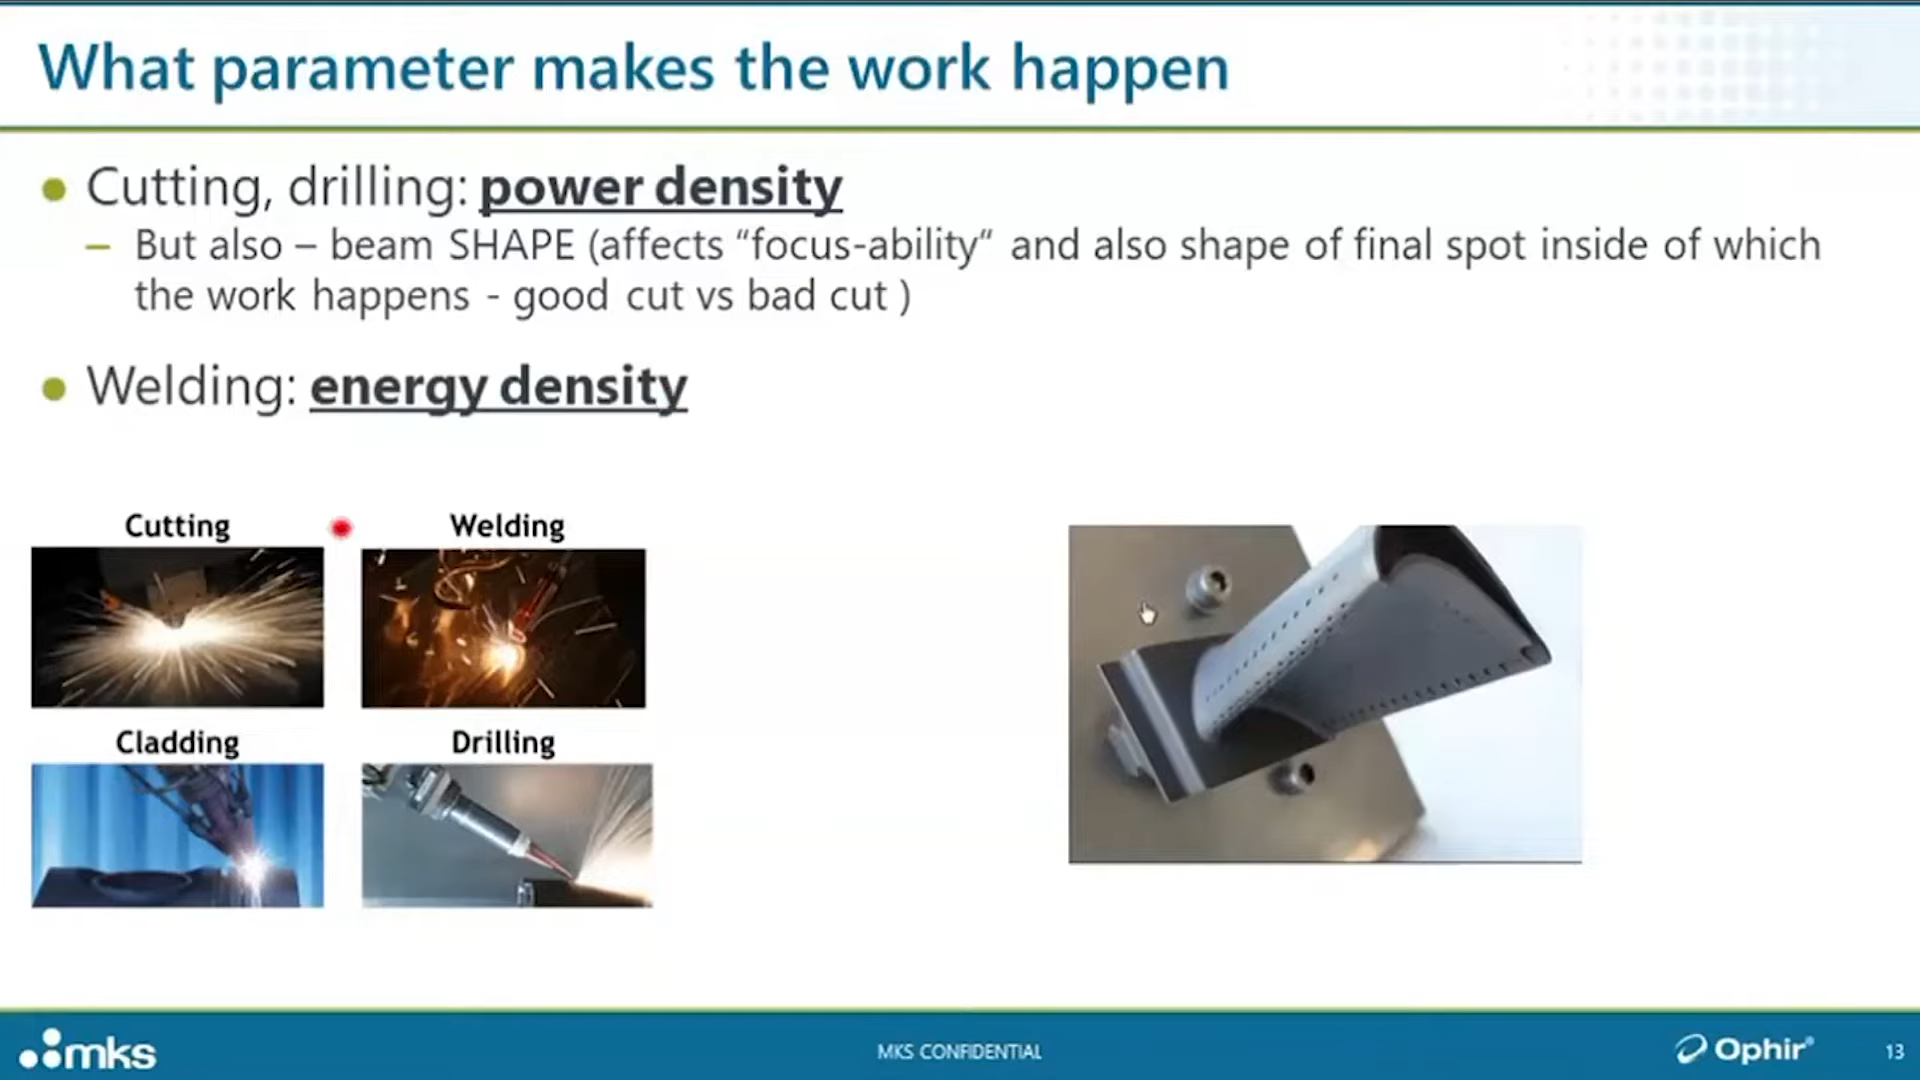 What parameter makes the work happen
Cutting, drilling: power density
But also – beam SHAPE (affects “focus-ability” and also shape of final spot inside of which
the work happens - good cut vs bad cut )
Welding: energy density
Cutting
Welding
Cladding
Drilling
mks
MKS CONFIDENTIAL
Ophir®
13